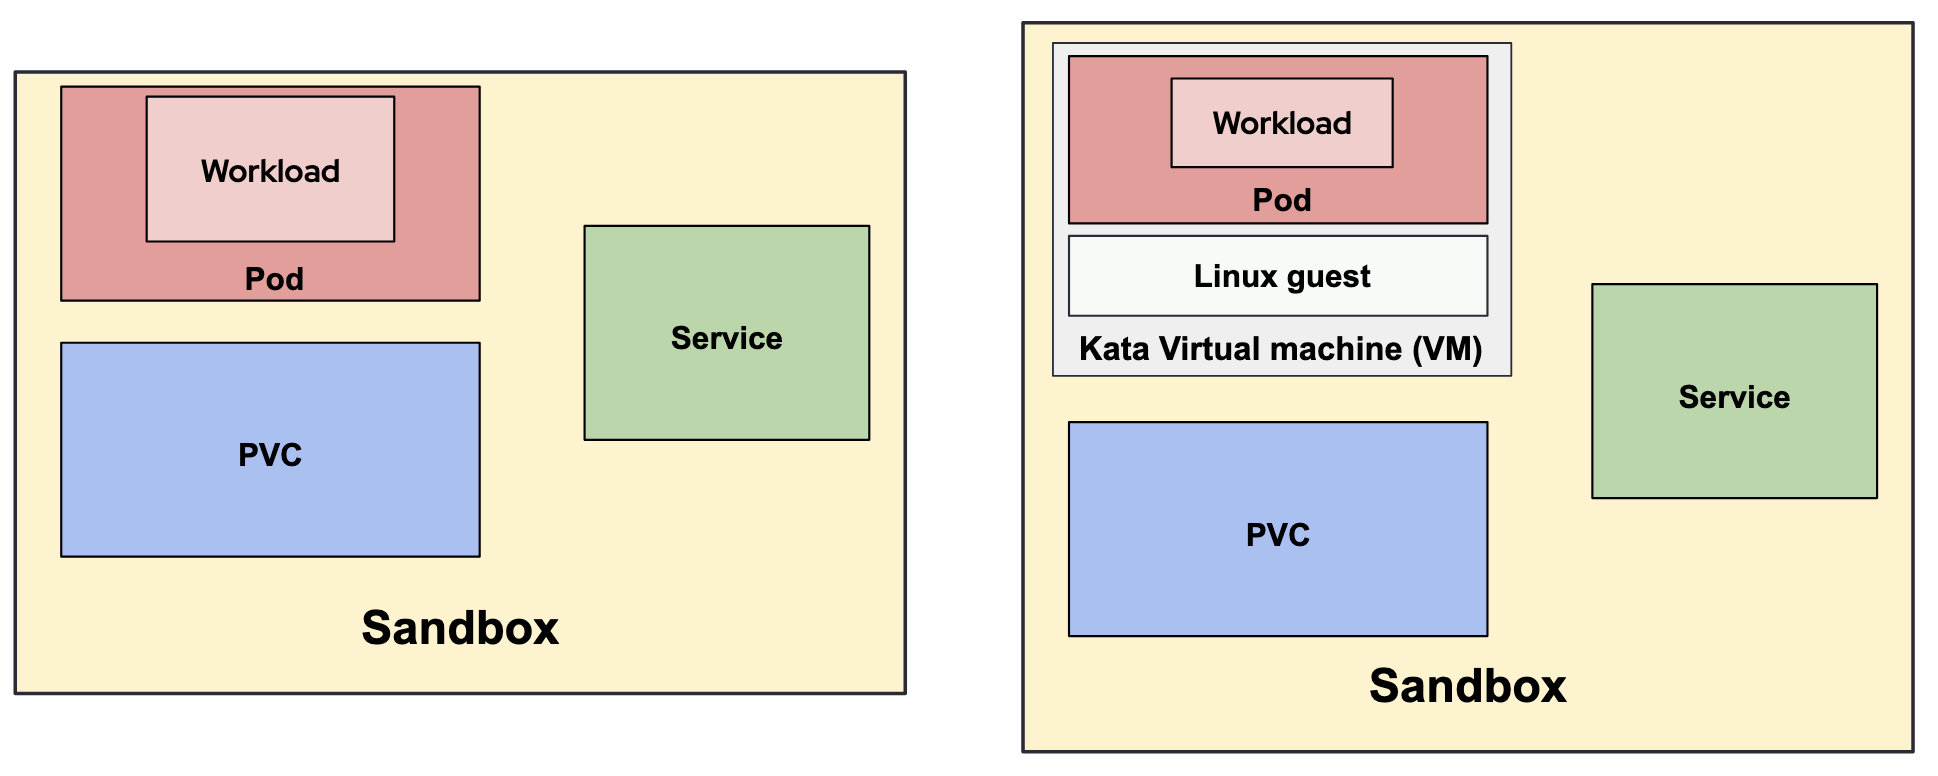 Workload
Pod
Service
PVC
Sandbox
Workload
Pod
Linux guest
Kata Virtual machine (VM)
Service
PVC
Sandbox